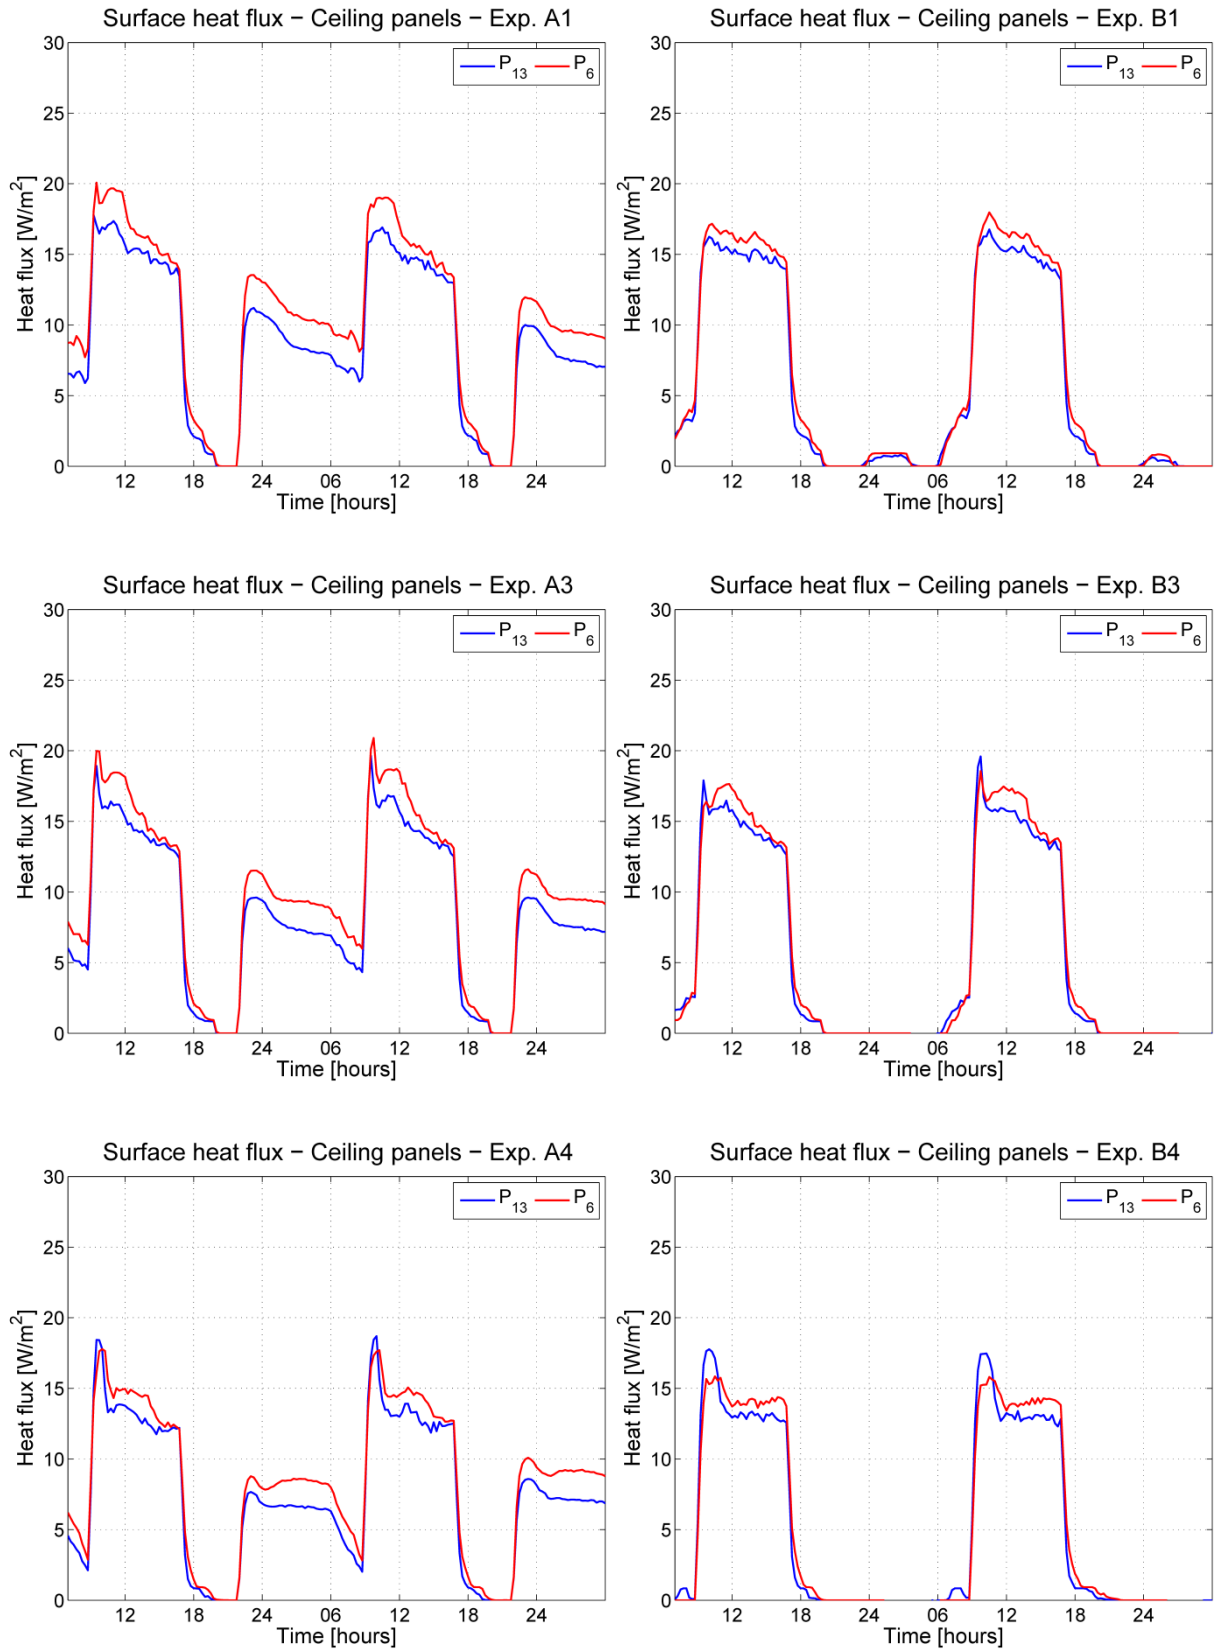 Surface heat flux − Ceiling panels − Exp. A1
P13 P6
Heat flux [W/m²]
30
25
20
15
10
5
0
12 18 24 06 12 18 24
Time [hours]
Surface heat flux − Ceiling panels − Exp. B1
P13 P6
Heat flux [W/m²]
30
25
20
15
10
5
0
12 18 24 06 12 18 24
Time [hours]
Surface heat flux − Ceiling panels − Exp. A3
P13 P6
Heat flux [W/m²]
30
25
20
15
10
5
0
12 18 24 06 12 18 24
Time [hours]
Surface heat flux − Ceiling panels − Exp. B3
P13 P6
Heat flux [W/m²]
30
25
20
15
10
5
0
12 18 24 06 12 18 24
Time [hours]
Surface heat flux − Ceiling panels − Exp. A4
P13 P6
Heat flux [W/m²]
30
25
20
15
10
5
0
12 18 24 06 12 18 24
Time [hours]
Surface heat flux − Ceiling panels − Exp. B4
P13 P6
Heat flux [W/m²]
30
25
20
15
10
5
0
12 18 24 06 12 18 24
Time [hours]